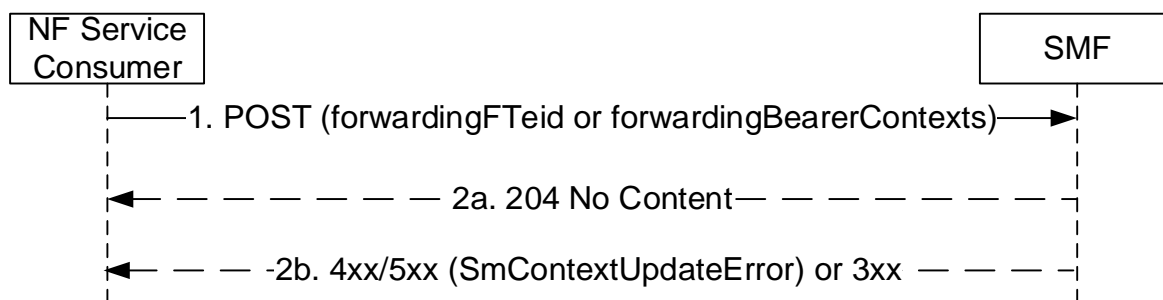 NF Service
Consumer
SMF
1. POST (forwardingFTeid or forwardingBearerContexts)
2a. 204 No Content
2b. 4xx/5xx (SmContextUpdateError) or 3xx